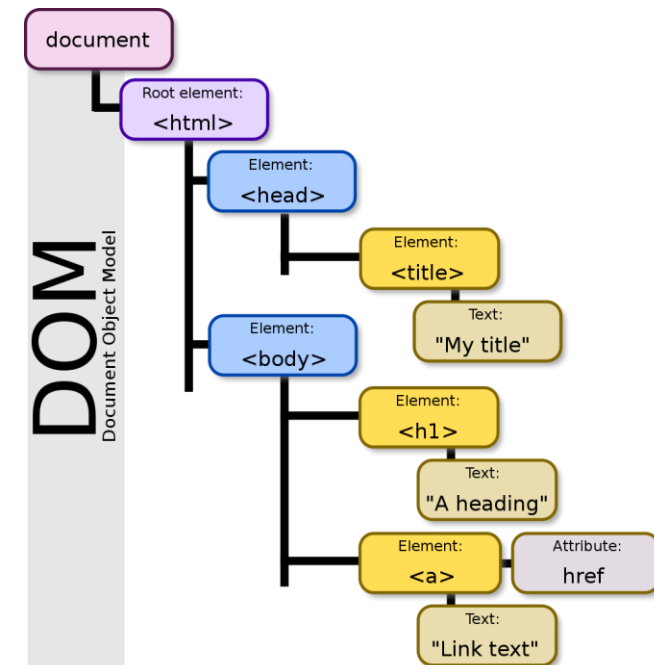 document
Root element:
<html>
Element:
<head>
Element:
<title>
Text:
"My title"
Element:
<body>
Element:
<h1>
Text:
"A heading"
Element:
<a>
Attribute:
href
Text:
"Link text"
DOM
Document Object Model